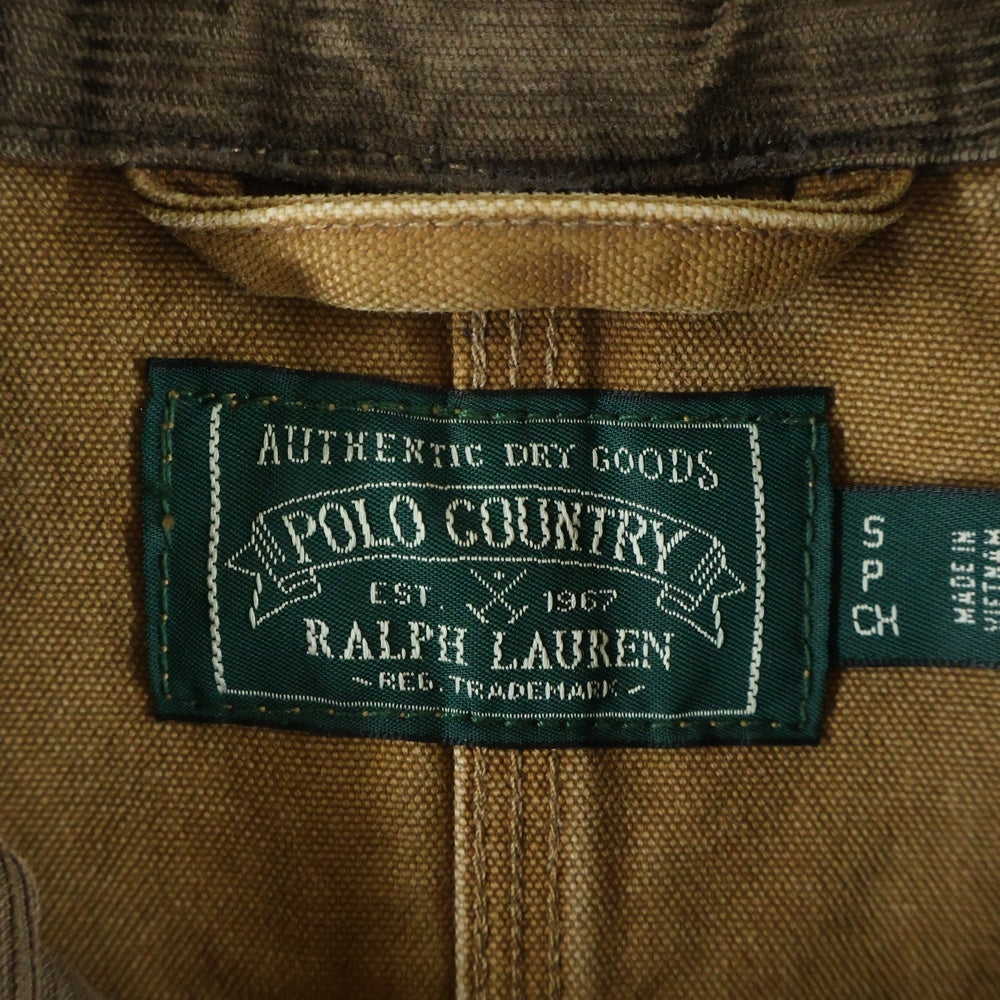 AUTHENTIC DRY GOODS
POLO COUNTRY
EST. 1967
RALPH LAUREN
- REG. TRADEMARK -
S
P
CH
MADE IN
VIETNAM